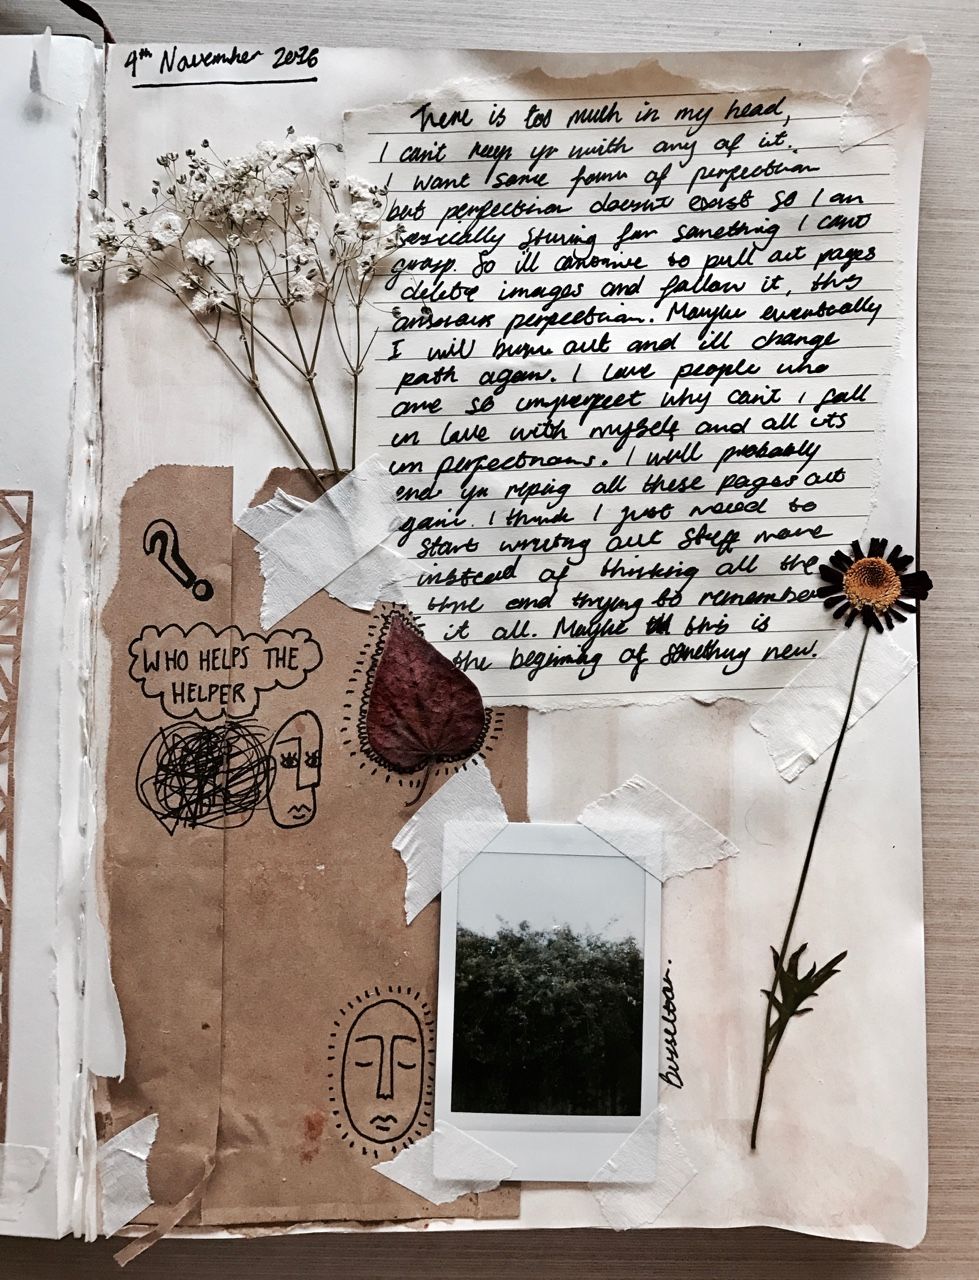 4th November 2016
There is too much in my head,
I cant keep up with any of it.
I want some form of perfection
but perfection doesnt exist so I am
basically striving for something I cant
grasp. So ill continue to pull out pages
delete images and follow it, this
anxious perfection. Maybe eventually
I will burn out and ill change
path again. I love people who
are so imperfect why cant I fall
in love with myself and all its
imperfections. I will probably
end up reping all these pages out
gain. I think I just need to
start writing out stuff more
instead of thinking all the
time and trying to remember
it all. Maybe this is
the begining of something new.
?
WHO HELPS THE
HELPER